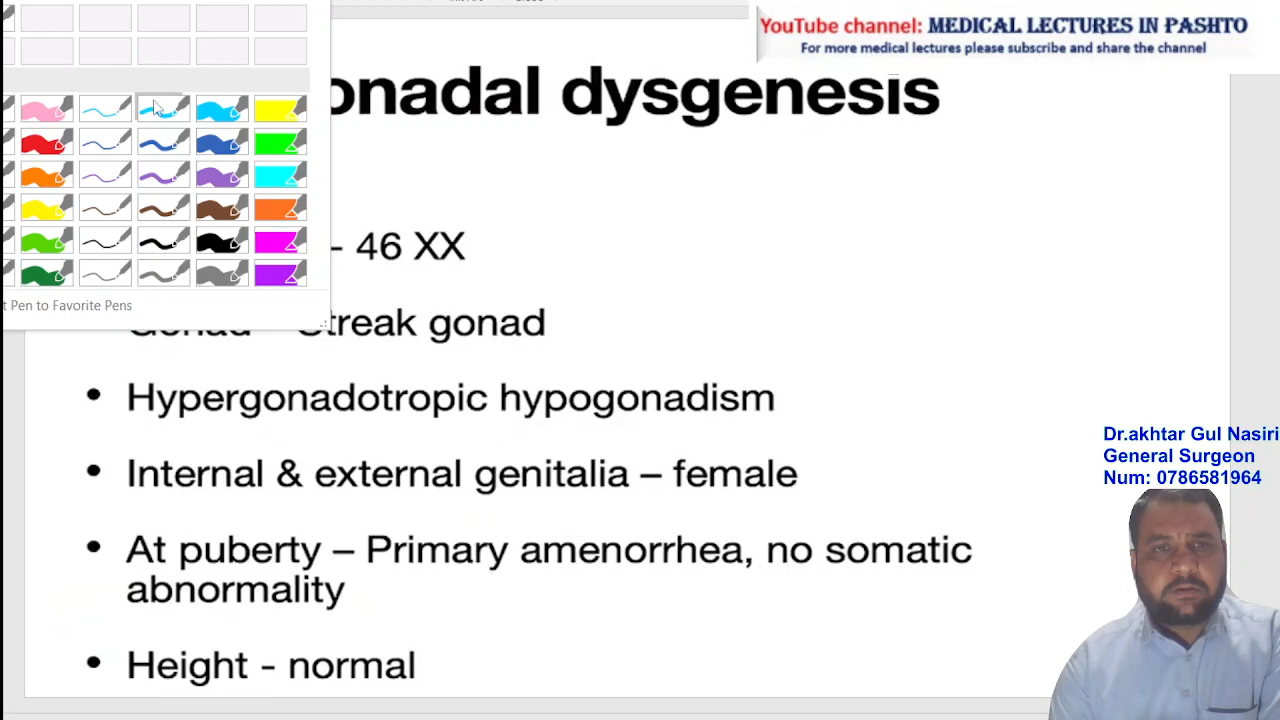 YouTube channel: MEDICAL LECTURES IN PASHTO
For more medical lectures please subscribe and share the channel
onadal dysgenesis
- 46 XX
t Pen to Favorite Pens
Gonad – Streak gonad
• Hypergonadotropic hypogonadism
• Internal & external genitalia – female
• At puberty – Primary amenorrhea, no somatic
abnormality
• Height - normal
Dr.akhtar Gul Nasiri
General Surgeon
Num: 0786581964